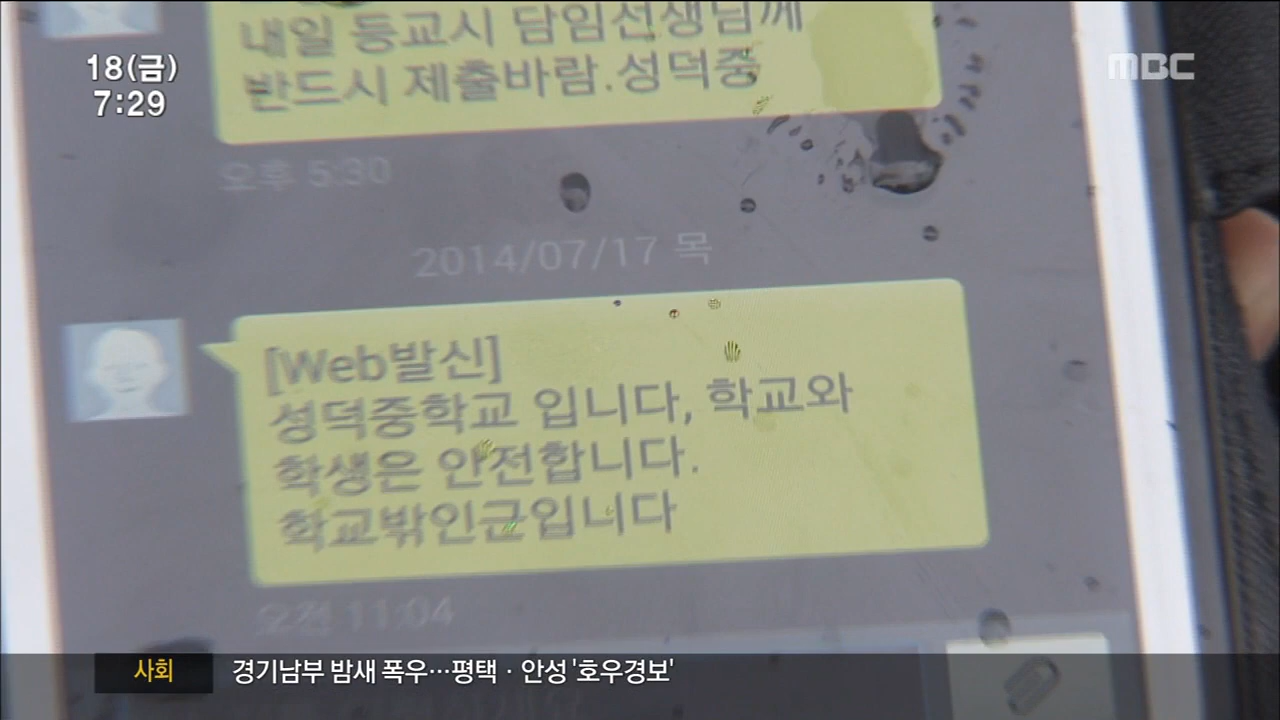 내일 등교시 담임선생님께
반드시 제출바람.성덕중
18(금)
7:29
MBC
오후 5:30
2014/07/17 목
[Web발신]
성덕중학교 입니다, 학교와
학생은 안전합니다.
학교밖인균입니다
오전 11:04
사회
경기남부 밤새 폭우…평택·안성 '호우경보'